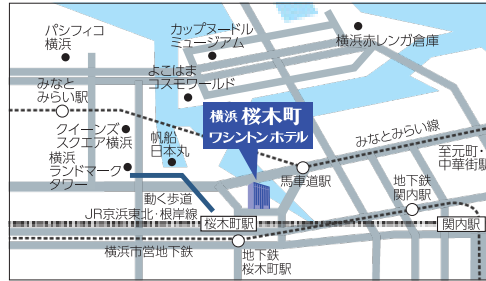 パシフィコ
横浜
カップヌードル
ミュージアム
横浜赤レンガ倉庫
みなと
みらい駅
よこはま
コスモワールド
横浜 桜木町
ワシントンホテル
クイーンズ
スクエア横浜
帆船
日本丸
みなとみらい線
横浜
ランドマーク
タワー
馬車道駅
至元町・
中華街駅
動く歩道
地下鉄
関内駅
JR京浜東北・根岸線
桜木町駅
関内駅
横浜市営地下鉄
地下鉄
桜木町駅